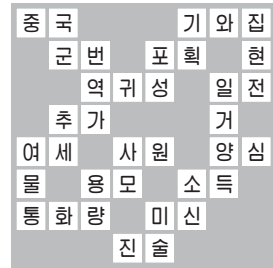 중 국 기 와 집
군 번 포 획 현
역 귀 성 일 전
추 가 거
여 세 사 원 양 심
물 용 모 소 득
통 화 량 미 신
진 술